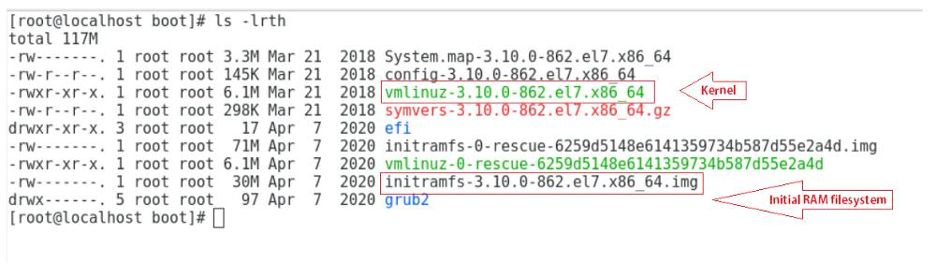 [root@localhost boot]# ls -lrth
total 117M
-rw-------. 1 root root 3.3M Mar 21  2018 System.map-3.10.0-862.el7.x86_64
-rw-r--r--. 1 root root 145K Mar 21  2018 config-3.10.0-862.el7.x86_64
-rwxr-xr-x. 1 root root 6.1M Mar 21  2018 vmlinuz-3.10.0-862.el7.x86_64
Kernel
-rw-r--r--. 1 root root 298K Mar 21  2018 symvers-3.10.0-862.el7.x86_64.gz
drwxr-xr-x. 3 root root   17 Apr  7  2020 efi
-rw-------. 1 root root  71M Apr  7  2020 initramfs-0-rescue-6259d5148e6141359734b587d55e2a4d.img
-rwxr-xr-x. 1 root root 6.1M Apr  7  2020 vmlinuz-0-rescue-6259d5148e6141359734b587d55e2a4d
-rw-------. 1 root root  30M Apr  7  2020 initramfs-3.10.0-862.el7.x86_64.img
drwx------. 5 root root   97 Apr  7  2020 grub2
Initial RAM filesystem
[root@localhost boot]#